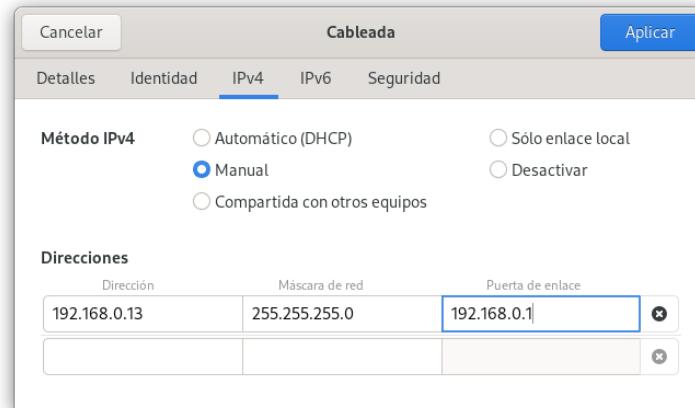 Cancelar Cableada Aplicar
Detalles Identidad IPv4 IPv6 Seguridad
Método IPv4 Automático (DHCP) Sólo enlace local
Manual Desactivar
Compartida con otros equipos
Direcciones
Dirección Máscara de red Puerta de enlace
192.168.0.13 255.255.255.0 192.168.0.1